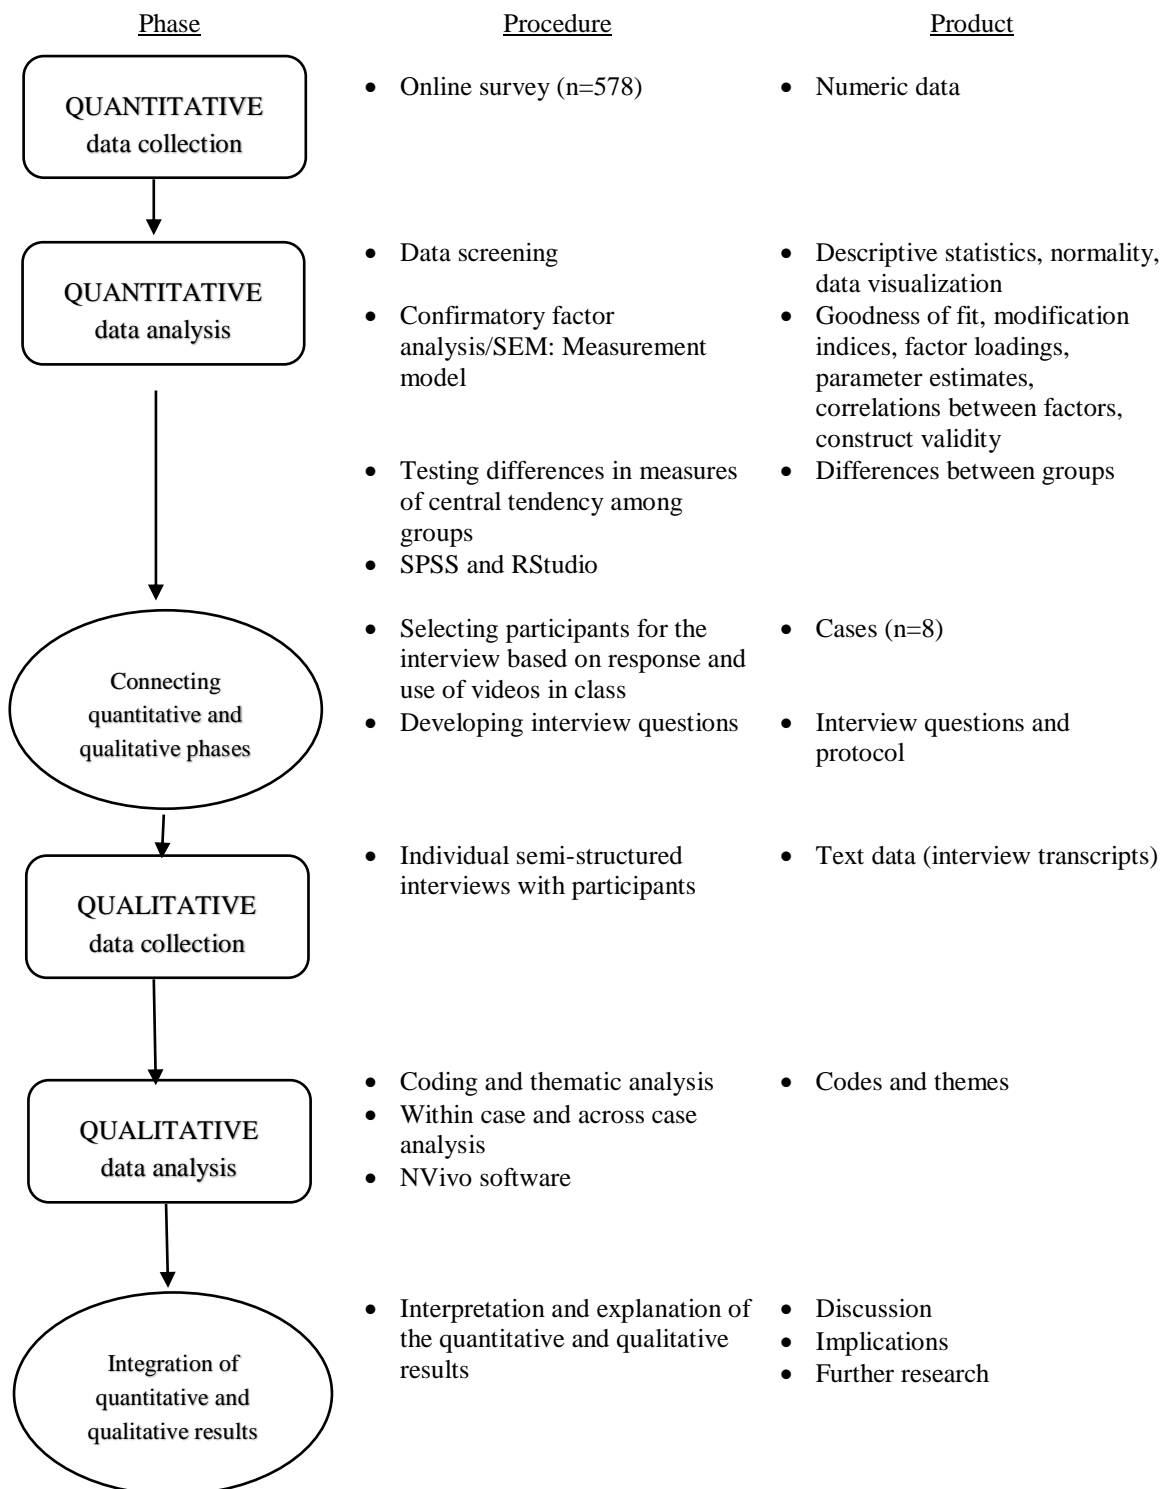 Phase
Procedure
Product
QUANTITATIVE
data collection
• Online survey (n=578)
• Numeric data
QUANTITATIVE
data analysis
• Data screening
• Descriptive statistics, normality,
data visualization
• Confirmatory factor
analysis/SEM: Measurement
model
• Goodness of fit, modification
indices, factor loadings,
parameter estimates,
correlations between factors,
construct validity
• Testing differences in measures
of central tendency among
groups
• Differences between groups
• SPSS and RStudio
Connecting
quantitative and
qualitative phases
• Selecting participants for the
interview based on response and
use of videos in class
• Cases (n=8)
• Developing interview questions
• Interview questions and
protocol
QUALITATIVE
data collection
• Individual semi-structured
interviews with participants
• Text data (interview transcripts)
QUALITATIVE
data analysis
• Coding and thematic analysis
• Within case and across case
analysis
• NVivo software
• Codes and themes
Integration of
quantitative and
qualitative results
• Interpretation and explanation of
the quantitative and qualitative
results
• Discussion
• Implications
• Further research